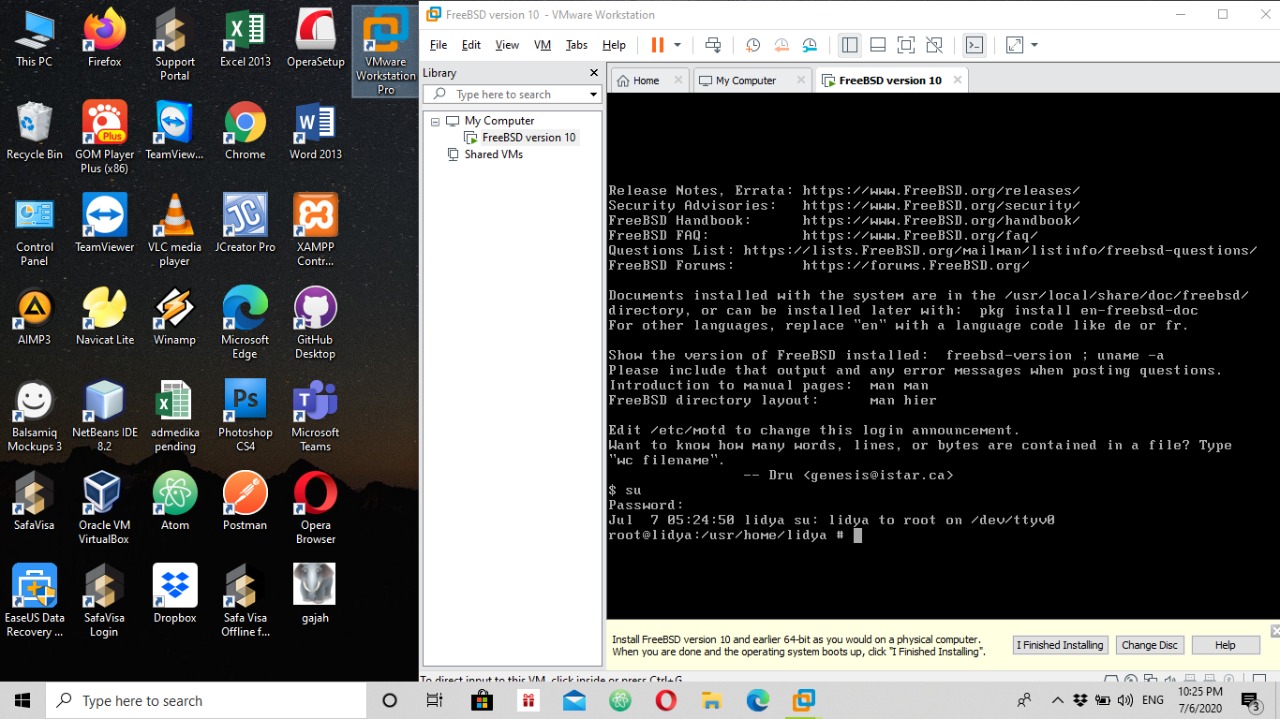 This PC
Firefox
Support
Portal
Excel 2013
OperaSetup
VMware
Workstation
Pro
Recycle Bin
GOM Player
Plus (x86)
Plus
TeamView...
Chrome
Word 2013
Control
Panel
TeamViewer
VLC media
player
JCreator Pro
XAMPP
Contr...
AIMP3
Navicat Lite
Winamp
Microsoft
Edge
GitHub
Desktop
Balsamiq
Mockups 3
NetBeans IDE
8.2
admedika
pending
Photoshop
CS4
Microsoft
Teams
SafaVisa
Oracle VM
VirtualBox
Atom
Postman
Opera
Browser
EaseUS Data
Recovery ...
SafaVisa
Login
Dropbox
Safa Visa
Offline f...
gajah
FreeBSD version 10 - VMware Workstation
File Edit View VM Tabs Help
Library
Type here to search
My Computer
FreeBSD version 10
Shared VMs
Home
My Computer
FreeBSD version 10
Release Notes, Errata: https://www.FreeBSD.org/releases/
Security Advisories: https://www.FreeBSD.org/security/
FreeBSD Handbook: https://www.FreeBSD.org/handbook/
FreeBSD FAQ: https://www.FreeBSD.org/faq/
Questions List: https://lists.FreeBSD.org/mailman/listinfo/freebsd-questions/
FreeBSD Forums: https://forums.FreeBSD.org/
Documents installed with the system are in the /usr/local/share/doc/freebsd/
directory, or can be installed later with: pkg install en-freebsd-doc
For other languages, replace "en" with a language code like de or fr.
Show the version of FreeBSD installed: freebsd-version ; uname -a
Please include that output and any error messages when posting questions.
Introduction to manual pages: man man
FreeBSD directory layout: man hier
Edit /etc/motd to change this login announcement.
Want to know how many words, lines, or bytes are contained in a file? Type
"wc filename".
-- Dru <genesis@istar.ca>
$ su
Password:
Jul 7 05:24:50 lidya su: lidya to root on /dev/ttyv0
root@lidya:/usr/home/lidya #
Install FreeBSD version 10 and earlier 64-bit as you would on a physical computer.
When you are done and the operating system boots up, click "I Finished Installing".
I Finished Installing
Change Disc
Help
To direct input to this VM, click inside or press Ctrl+G.
Type here to search
ENG
10:25 PM
7/6/2020
3